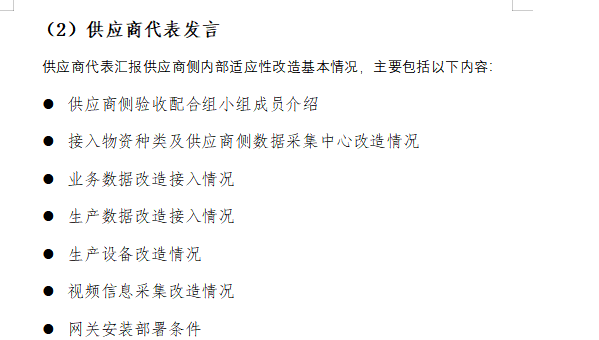 （2）供应商代表发言
供应商代表汇报供应商侧内部适应性改造基本情况，主要包括以下内容：
● 供应商侧验收配合组小组成员介绍
● 接入物资种类及供应商侧数据采集中心改造情况
● 业务数据改造接入情况
● 生产数据改造接入情况
● 生产设备改造情况
● 视频信息采集改造情况
● 网关安装部署条件